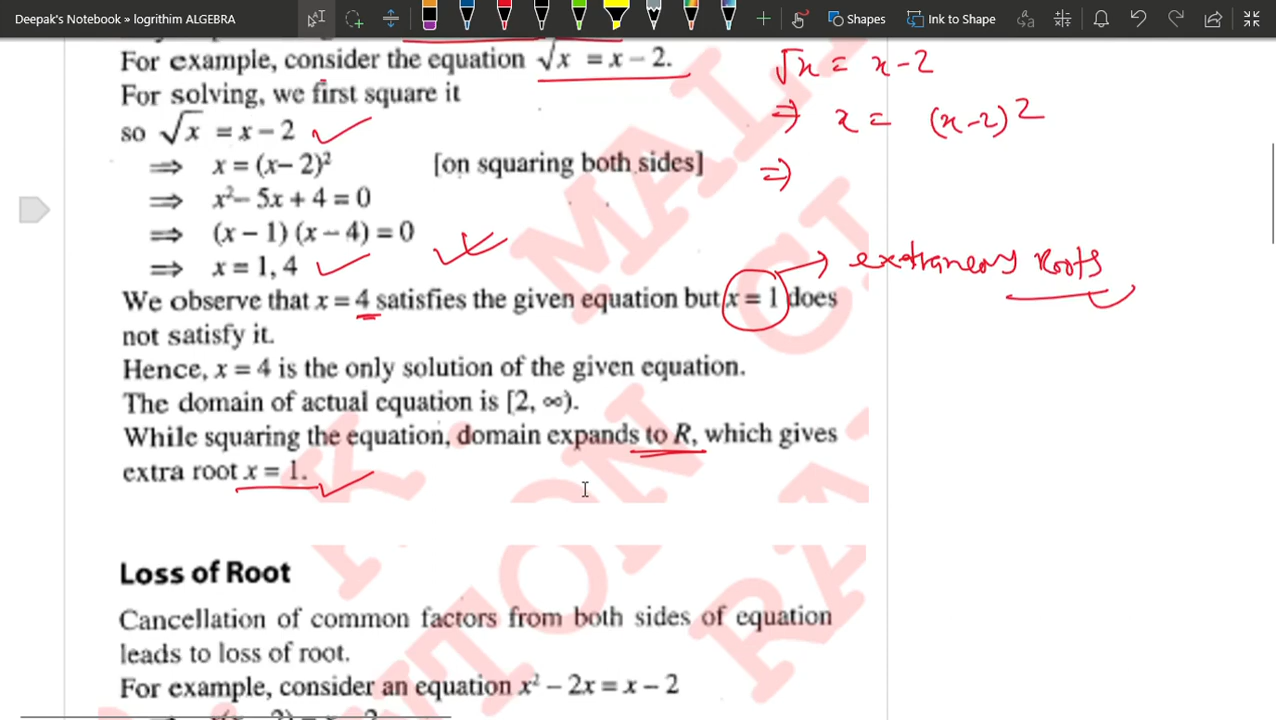 Deepak's Notebook » logrithim ALGEBRA
Shapes
Ink to Shape
For example, consider the equation √x = x – 2.
For solving, we first square it
so √x = x – 2
⇒ x = (x – 2)² [on squaring both sides]
⇒ x² – 5x + 4 = 0
⇒ (x – 1) (x – 4) = 0
⇒ x = 1, 4
We observe that x = 4 satisfies the given equation but x = 1 does
not satisfy it.
Hence, x = 4 is the only solution of the given equation.
The domain of actual equation is [2, ∞).
While squaring the equation, domain expands to R, which gives
extra root x = 1.
√x = x-2
⇒ x = (x-2)²
⇒
→ extraneous Roots
Loss of Root
Cancellation of common factors from both sides of equation
leads to loss of root.
For example, consider an equation x² – 2x = x – 2